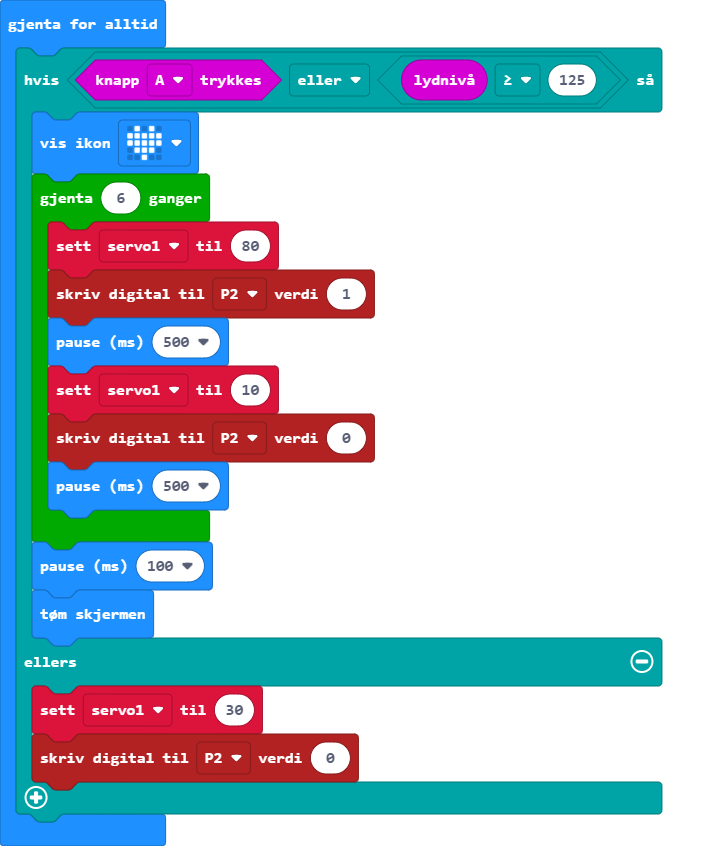 gjenta for alltid
hvis knapp A trykkes eller lydnivå ≥ 125 så
vis ikon
gjenta 6 ganger
sett servo1 til 80
skriv digital til P2 verdi 1
pause (ms) 500
sett servo1 til 10
skriv digital til P2 verdi 0
pause (ms) 500
pause (ms) 100
tøm skjermen
ellers
sett servo1 til 30
skriv digital til P2 verdi 0